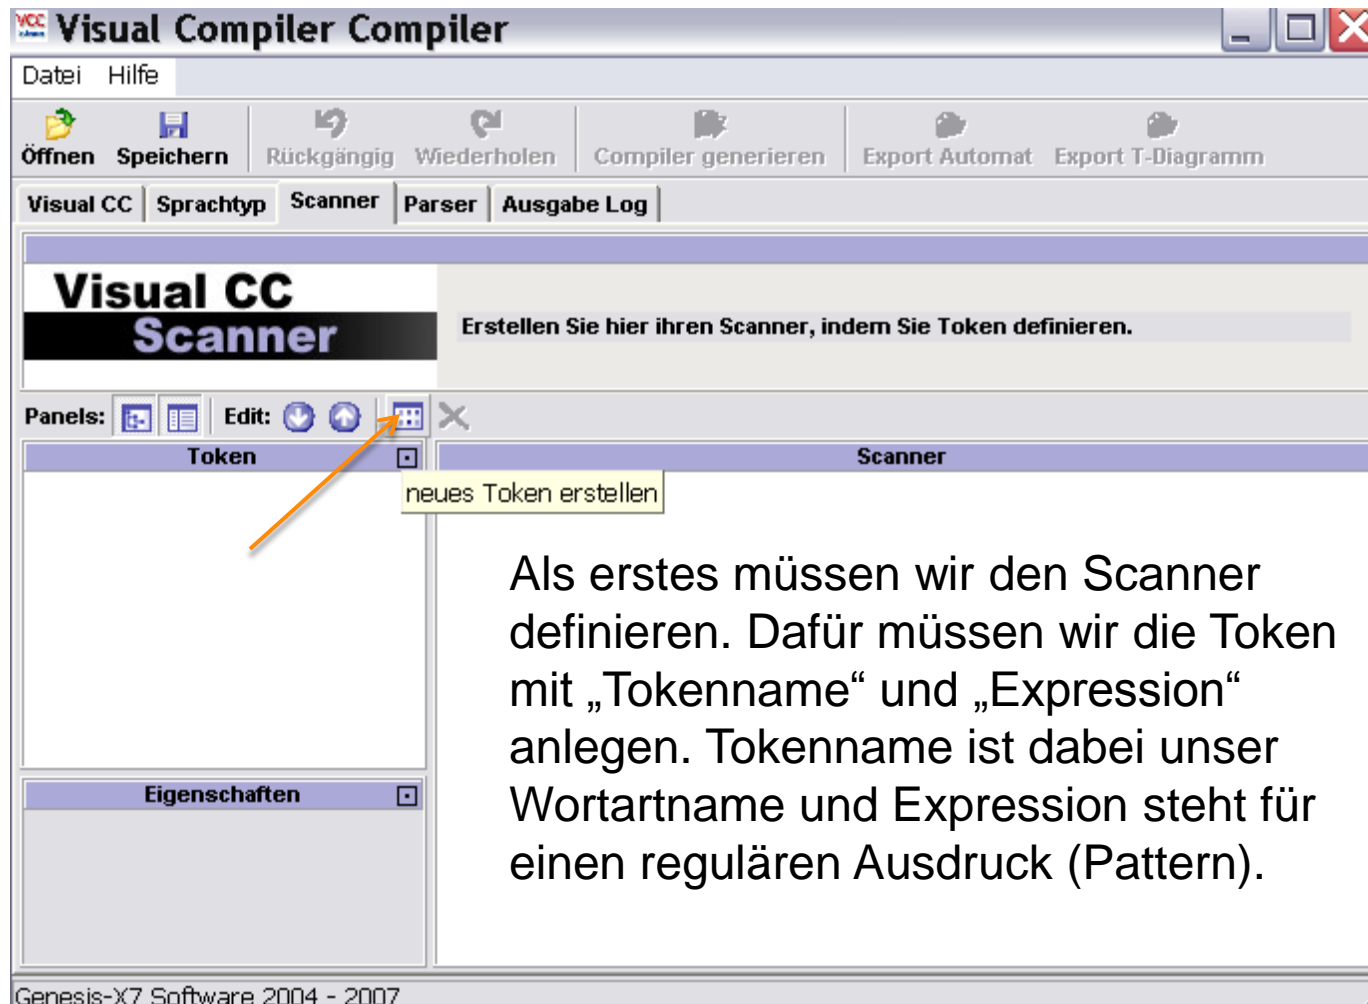 VCC
Visual Compiler Compiler
Datei Hilfe
Öffnen Speichern Rückgängig Wiederholen Compiler generieren Export Automat Export T-Diagramm
Visual CC Sprachtyp Scanner Parser Ausgabe Log
Visual CC
Scanner
Erstellen Sie hier ihren Scanner, indem Sie Token definieren.
Panels: Edit:
Token Scanner
neues Token erstellen
Als erstes müssen wir den Scanner
definieren. Dafür müssen wir die Token
mit „Tokenname“ und „Expression“
anlegen. Tokenname ist dabei unser
Wortartname und Expression steht für
einen regulären Ausdruck (Pattern).
Eigenschaften
Genesis-X7 Software 2004 - 2007